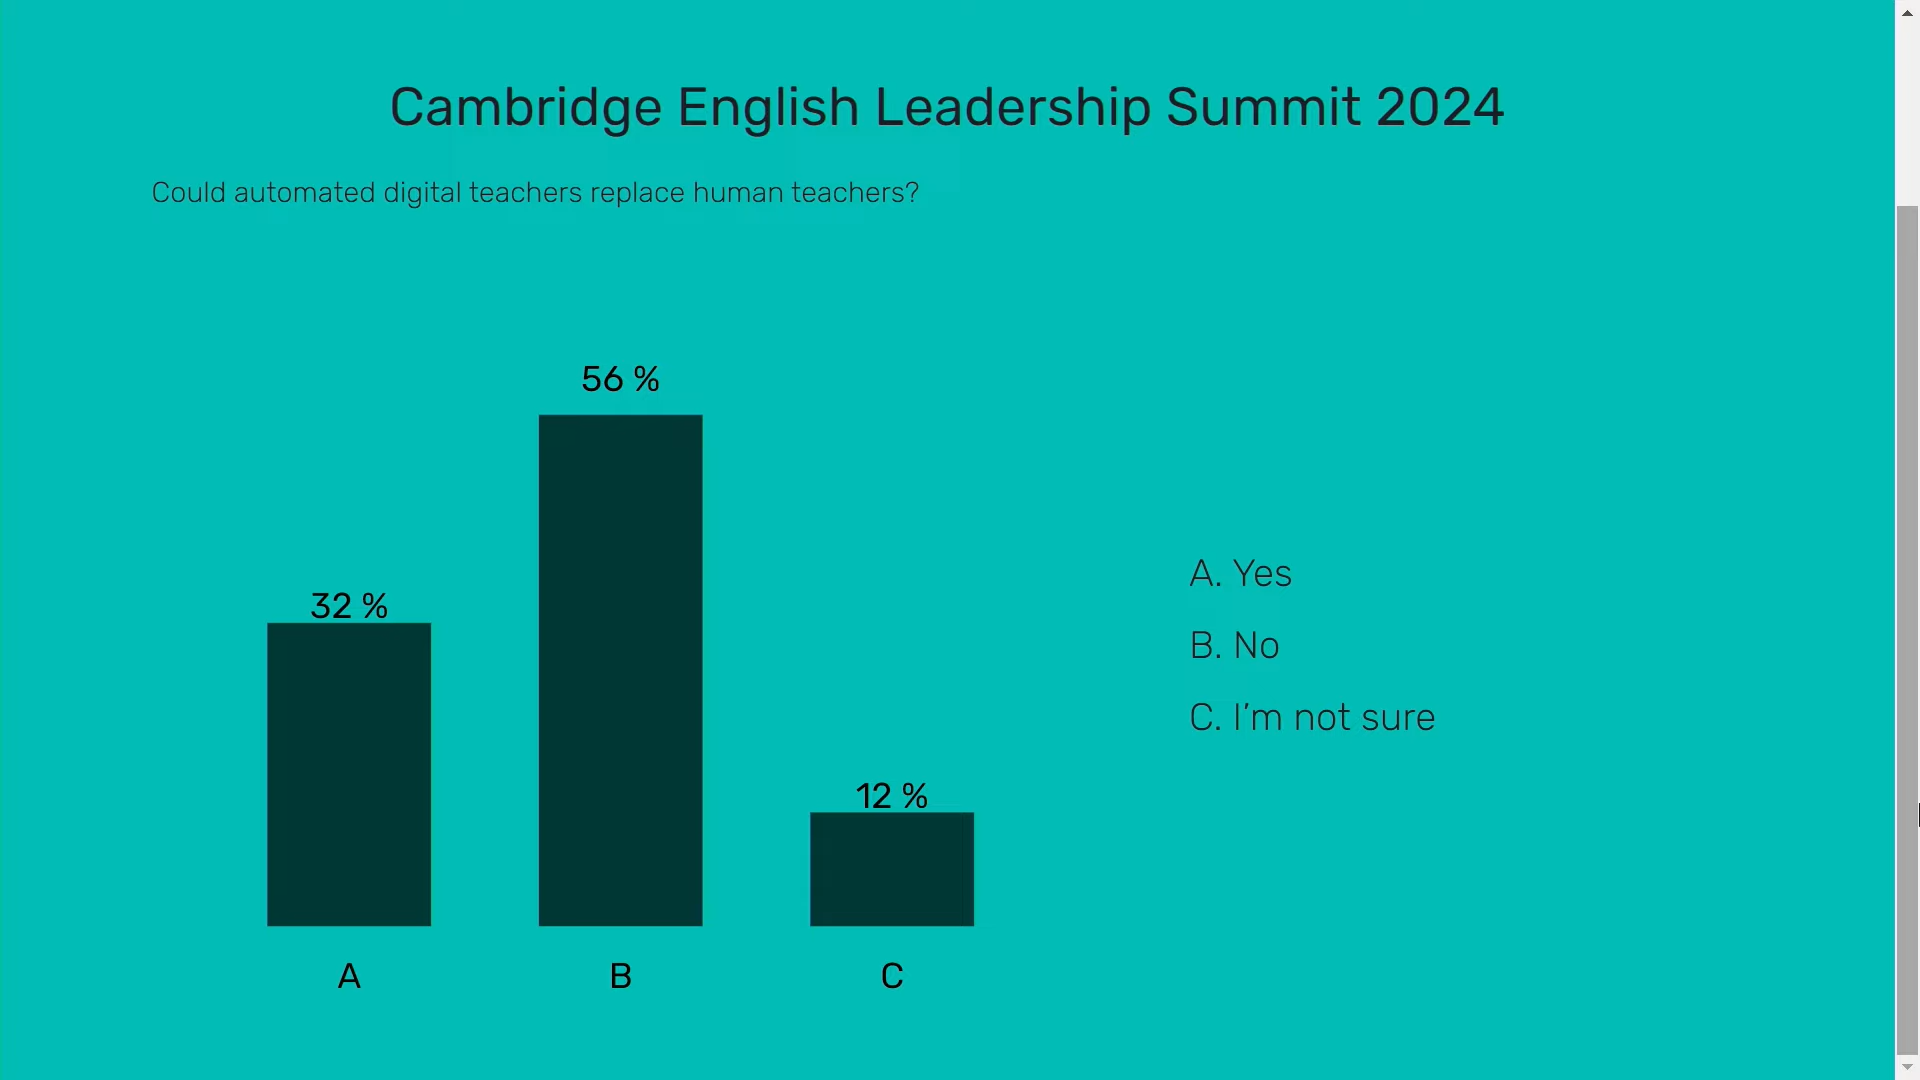 Cambridge English Leadership Summit 2024
Could automated digital teachers replace human teachers?
56 %
32 %
12 %
A
B
C
A. Yes
B. No
C. I’m not sure